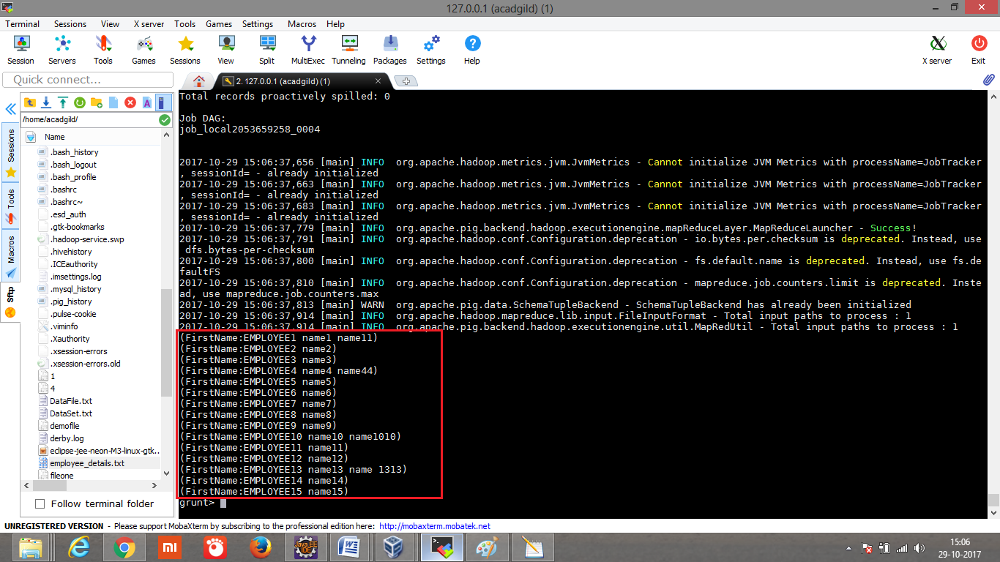 127.0.0.1 (acadgild) (1)
Terminal Sessions View X server Tools Games Settings Macros Help
Session Servers Tools Games Sessions View Split MultiExec Tunneling Packages Settings Help X server Exit
Quick connect...
2. 127.0.0.1 (acadgild) (1)
/home/acadgild/
Name
.bash_history
.bash_logout
.bash_profile
.bashrc
.bashrc~
.esd_auth
.gtk-bookmarks
.hadoop-service.swp
.hivehistory
.ICEauthority
.imsettings.log
.mysql_history
.pig_history
.pulse-cookie
.viminfo
.Xauthority
.xsession-errors
.xsession-errors.old
1
4
DataFile.txt
DataSet.txt
demofile
derby.log
eclipse-jee-neon-M3-linux-gtk..
employee_details.txt
fileone
Follow terminal folder
Sessions
Tools
Macros
Sftp
Total records proactively spilled: 0
Job DAG:
job_local2053659258_0004
2017-10-29 15:06:37,656 [main] INFO  org.apache.hadoop.metrics.jvm.JvmMetrics - Cannot initialize JVM Metrics with processName=JobTracker
, sessionId= - already initialized
2017-10-29 15:06:37,663 [main] INFO  org.apache.hadoop.metrics.jvm.JvmMetrics - Cannot initialize JVM Metrics with processName=JobTracker
, sessionId= - already initialized
2017-10-29 15:06:37,683 [main] INFO  org.apache.hadoop.metrics.jvm.JvmMetrics - Cannot initialize JVM Metrics with processName=JobTracker
, sessionId= - already initialized
2017-10-29 15:06:37,779 [main] INFO  org.apache.pig.backend.hadoop.executionengine.mapReduceLayer.MapReduceLauncher - Success!
2017-10-29 15:06:37,791 [main] INFO  org.apache.hadoop.conf.Configuration.deprecation - io.bytes.per.checksum is deprecated. Instead, use
dfs.bytes-per-checksum
2017-10-29 15:06:37,800 [main] INFO  org.apache.hadoop.conf.Configuration.deprecation - fs.default.name is deprecated. Instead, use fs.de
faultFS
2017-10-29 15:06:37,810 [main] INFO  org.apache.hadoop.conf.Configuration.deprecation - mapreduce.job.counters.limit is deprecated. Inste
ad, use mapreduce.job.counters.max
2017-10-29 15:06:37,813 [main] WARN  org.apache.pig.data.SchemaTupleBackend - SchemaTupleBackend has already been initialized
2017-10-29 15:06:37,914 [main] INFO  org.apache.hadoop.mapreduce.lib.input.FileInputFormat - Total input paths to process : 1
2017-10-29 15:06:37,914 [main] INFO  org.apache.pig.backend.hadoop.executionengine.util.MapRedUtil - Total input paths to process : 1
(FirstName:EMPLOYEE1 name1 name11)
(FirstName:EMPLOYEE2 name2)
(FirstName:EMPLOYEE3 name3)
(FirstName:EMPLOYEE4 name4 name44)
(FirstName:EMPLOYEE5 name5)
(FirstName:EMPLOYEE6 name6)
(FirstName:EMPLOYEE7 name7)
(FirstName:EMPLOYEE8 name8)
(FirstName:EMPLOYEE9 name9)
(FirstName:EMPLOYEE10 name10 name1010)
(FirstName:EMPLOYEE11 name11)
(FirstName:EMPLOYEE12 name12)
(FirstName:EMPLOYEE13 name13 name 1313)
(FirstName:EMPLOYEE14 name14)
(FirstName:EMPLOYEE15 name15)
grunt>
UNREGISTERED VERSION - Please support MobaXterm by subscribing to the professional edition here: http://mobaxterm.mobatek.net
mi
Java EE
IDE
15:06
29-10-2017